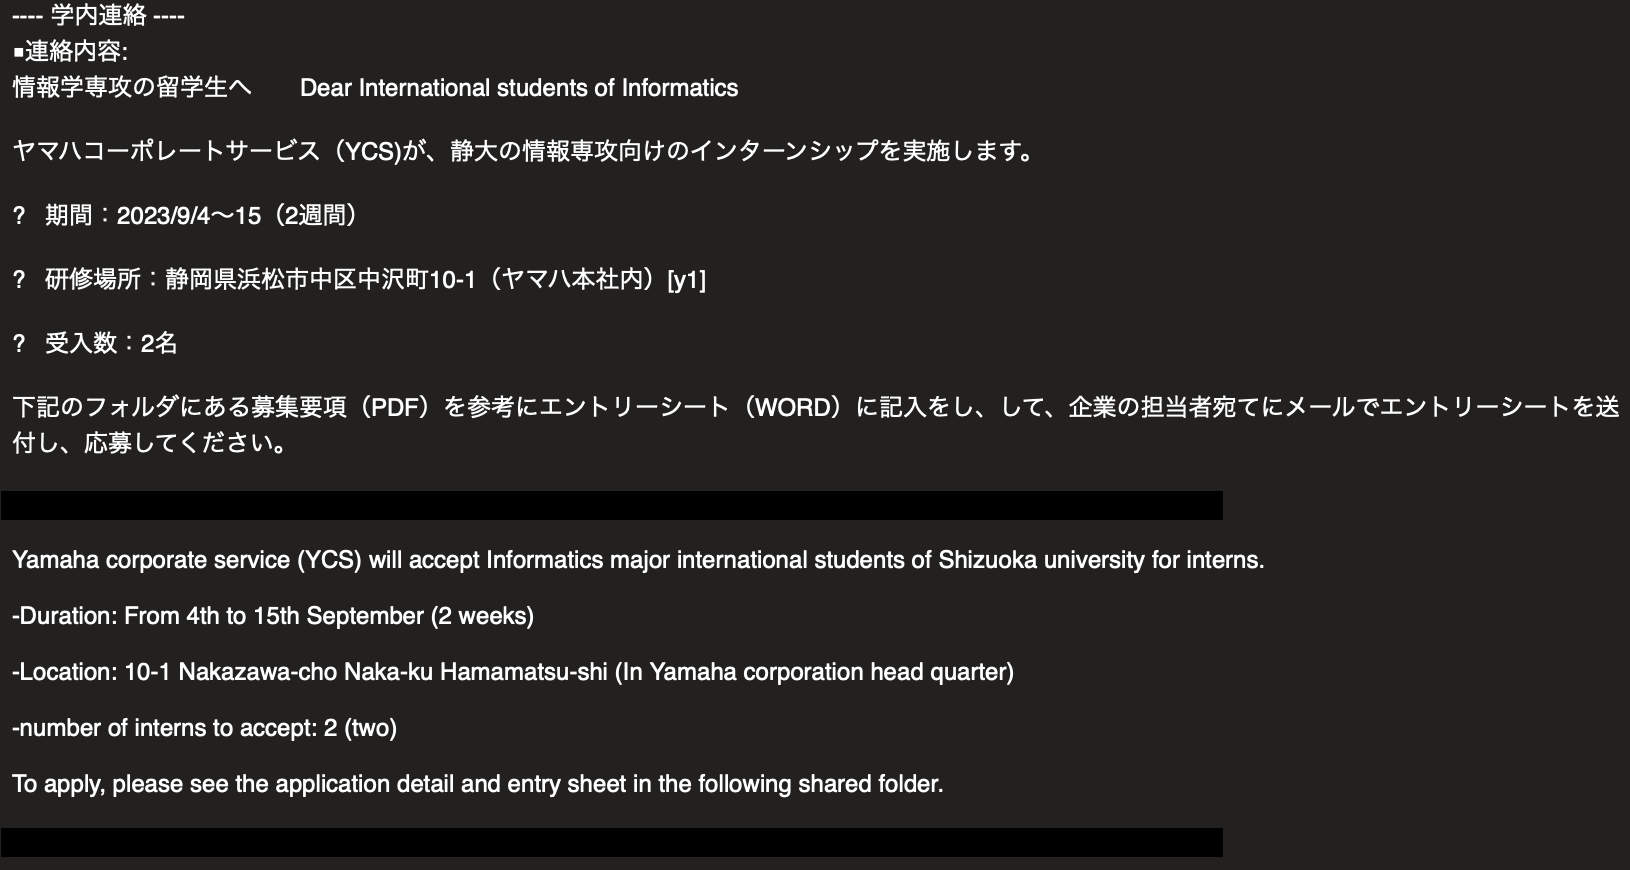 ---- 学内連絡 ----
■連絡内容:
情報学専攻の留学生へ　　Dear International students of Informatics
ヤマハコーポレートサービス（YCS)が、静大の情報専攻向けのインターンシップを実施します。
?   期間：2023/9/4〜15（2週間）
?   研修場所：静岡県浜松市中区中沢町10-1（ヤマハ本社内）[y1]
?   受入数：2名
下記のフォルダにある募集要項（PDF）を参考にエントリーシート（WORD）に記入をし、して、企業の担当者宛てにメールでエントリーシートを送
付し、応募してください。
Yamaha corporate service (YCS) will accept Informatics major international students of Shizuoka university for interns.
-Duration: From 4th to 15th September (2 weeks)
-Location: 10-1 Nakazawa-cho Naka-ku Hamamatsu-shi (In Yamaha corporation head quarter)
-number of interns to accept: 2 (two)
To apply, please see the application detail and entry sheet in the following shared folder.